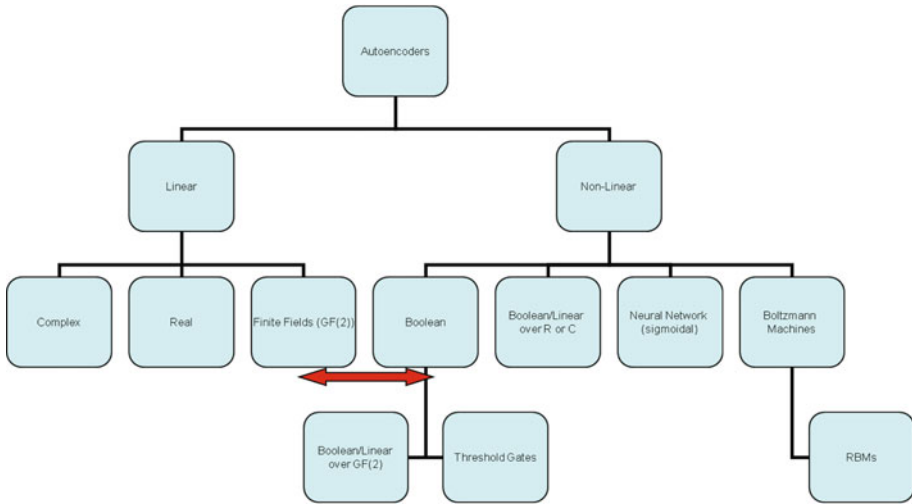 Autoencoders
Linear
Non-Linear
Complex
Real
Finite Fields (GF(2))
Boolean
Boolean/Linear
over R or C
Neural Network
(sigmoidal)
Boltzmann
Machines
Boolean/Linear
over GF(2)
Threshold Gates
RBMs